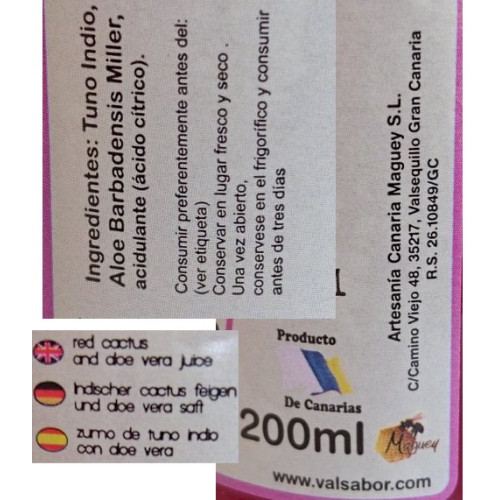 Ingredientes: Tuno Indio,
Aloe Barbadensis Miller,
acidulante (ácido cítrico).
Consumir preferentemente antes del:
(ver etiqueta)
Conservar en lugar fresco y seco .
Una vez abierto,
conservese en el frigorífico y consumir
antes de tres días
Artesanía Canaria Maguey S.L.
C/Camino Viejo 48, 35217, Valsequillo Gran Canaria
R.S. 26.10849/GC
red cactus
and aloe vera juice
Indischer cactus feigen
und aloe vera saft
zumo de tuno indio
con aloe vera
Producto
De Canarias
200ml
Maguey
www.valsabor.com